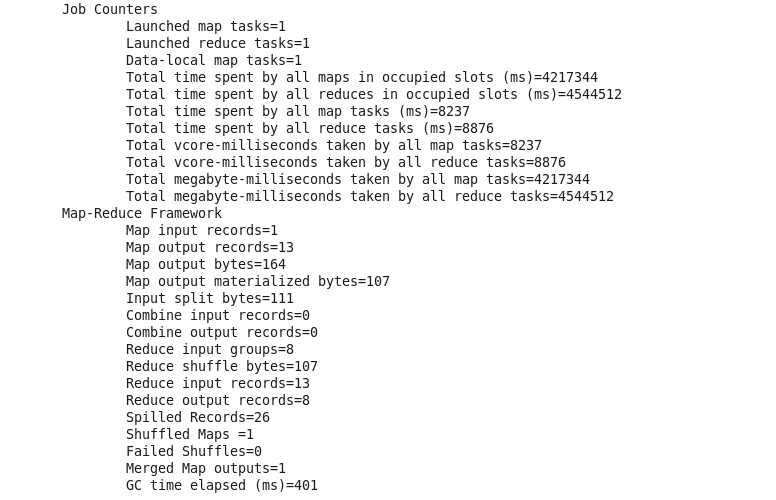 Job Counters
Launched map tasks=1
Launched reduce tasks=1
Data-local map tasks=1
Total time spent by all maps in occupied slots (ms)=4217344
Total time spent by all reduces in occupied slots (ms)=4544512
Total time spent by all map tasks (ms)=8237
Total time spent by all reduce tasks (ms)=8876
Total vcore-milliseconds taken by all map tasks=8237
Total vcore-milliseconds taken by all reduce tasks=8876
Total megabyte-milliseconds taken by all map tasks=4217344
Total megabyte-milliseconds taken by all reduce tasks=4544512
Map-Reduce Framework
Map input records=1
Map output records=13
Map output bytes=164
Map output materialized bytes=107
Input split bytes=111
Combine input records=0
Combine output records=0
Reduce input groups=8
Reduce shuffle bytes=107
Reduce input records=13
Reduce output records=8
Spilled Records=26
Shuffled Maps =1
Failed Shuffles=0
Merged Map outputs=1
GC time elapsed (ms)=401